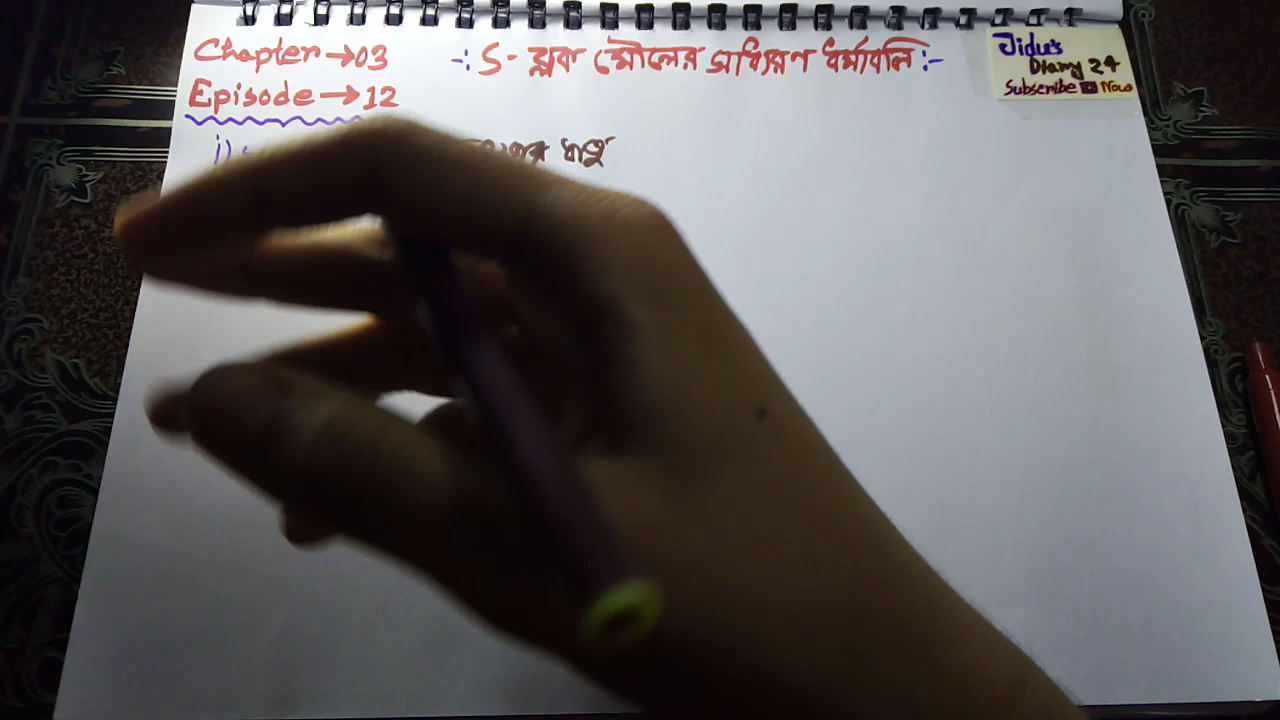 Chapter → 03
-: S- ব্লক মৌলের সাধারণ ধর্মাবলি :-
Episode → 12
Jidu's
Diary 24
Subscribe Now
i) ধাতু